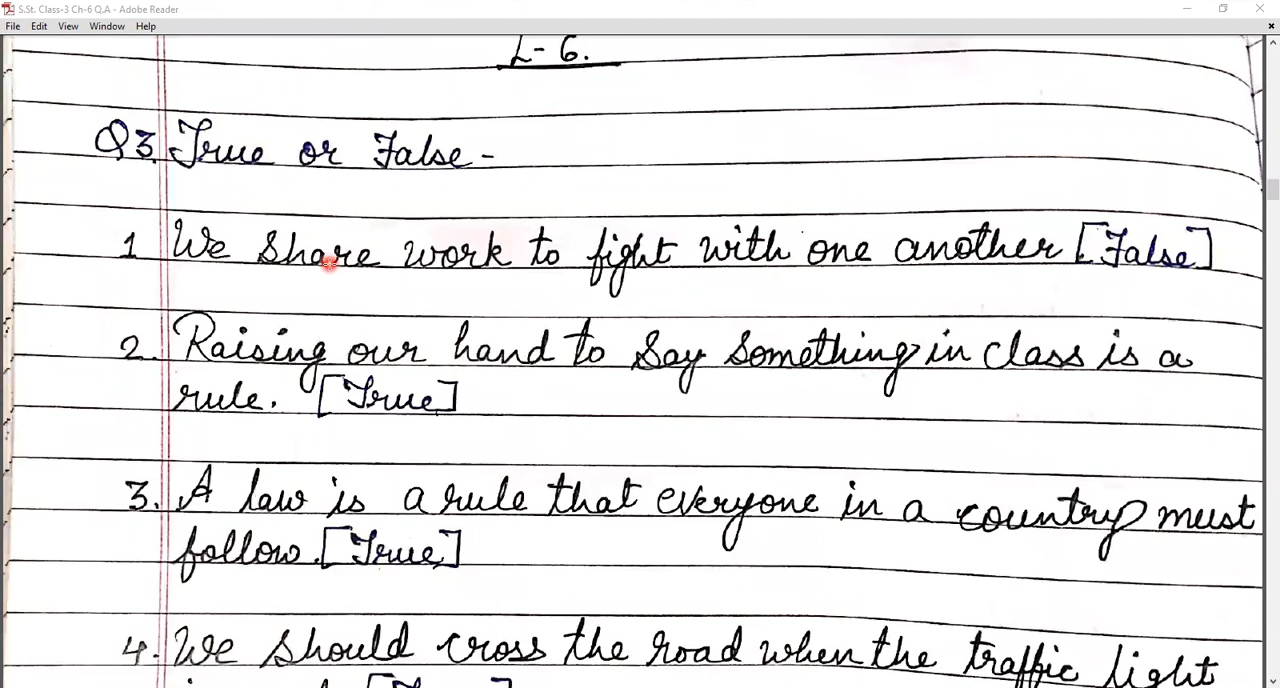 S.St. Class-3 Ch-6 Q.A - Adobe Reader
File Edit View Window Help
L-6.
Q3. True or False -
1 We share work to fight with one another [False]
2. Raising our hand to say something in class is a
rule. [True]
3. A law is a rule that everyone in a country must
follow. [True]
4. We should cross the road when the traffic light
[True]